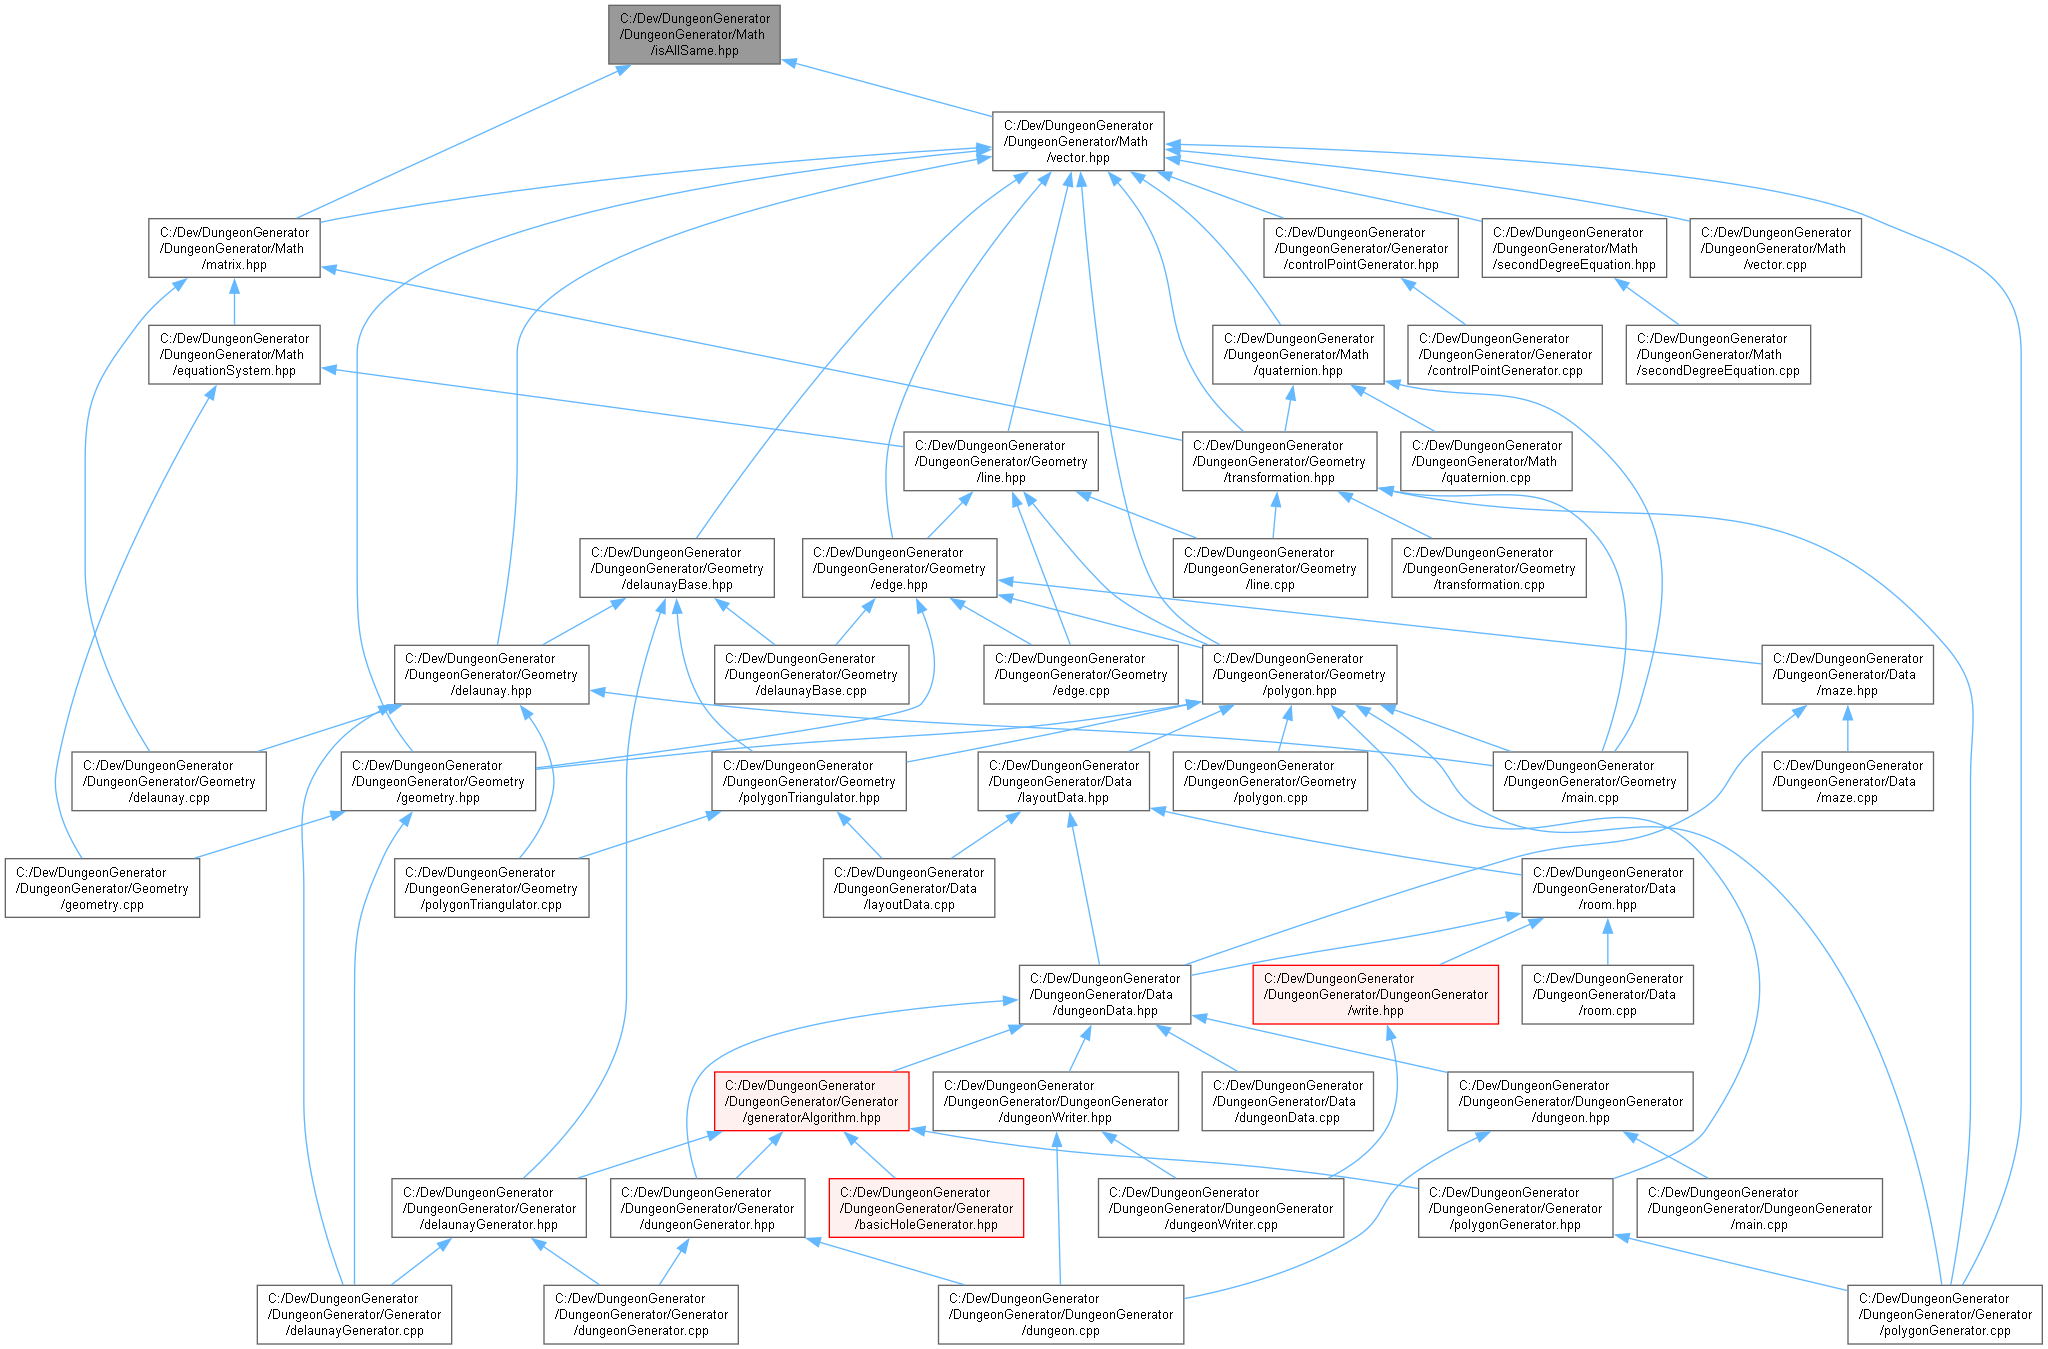 C:/Dev/DungeonGenerator
/DungeonGenerator/Math
/isAllSame.hpp
C:/Dev/DungeonGenerator
/DungeonGenerator/Math
/vector.hpp
C:/Dev/DungeonGenerator
/DungeonGenerator/Math
/matrix.hpp
C:/Dev/DungeonGenerator
/DungeonGenerator/Generator
/controlPointGenerator.hpp
C:/Dev/DungeonGenerator
/DungeonGenerator/Math
/secondDegreeEquation.hpp
C:/Dev/DungeonGenerator
/DungeonGenerator/Math
/vector.cpp
C:/Dev/DungeonGenerator
/DungeonGenerator/Math
/equationSystem.hpp
C:/Dev/DungeonGenerator
/DungeonGenerator/Math
/quaternion.hpp
C:/Dev/DungeonGenerator
/DungeonGenerator/Generator
/controlPointGenerator.cpp
C:/Dev/DungeonGenerator
/DungeonGenerator/Math
/secondDegreeEquation.cpp
C:/Dev/DungeonGenerator
/DungeonGenerator/Geometry
/line.hpp
C:/Dev/DungeonGenerator
/DungeonGenerator/Geometry
/transformation.hpp
C:/Dev/DungeonGenerator
/DungeonGenerator/Math
/quaternion.cpp
C:/Dev/DungeonGenerator
/DungeonGenerator/Geometry
/delaunayBase.hpp
C:/Dev/DungeonGenerator
/DungeonGenerator/Geometry
/edge.hpp
C:/Dev/DungeonGenerator
/DungeonGenerator/Geometry
/line.cpp
C:/Dev/DungeonGenerator
/DungeonGenerator/Geometry
/transformation.cpp
C:/Dev/DungeonGenerator
/DungeonGenerator/Geometry
/delaunay.hpp
C:/Dev/DungeonGenerator
/DungeonGenerator/Geometry
/delaunayBase.cpp
C:/Dev/DungeonGenerator
/DungeonGenerator/Geometry
/edge.cpp
C:/Dev/DungeonGenerator
/DungeonGenerator/Geometry
/polygon.hpp
C:/Dev/DungeonGenerator
/DungeonGenerator/Data
/maze.hpp
C:/Dev/DungeonGenerator
/DungeonGenerator/Geometry
/delaunay.cpp
C:/Dev/DungeonGenerator
/DungeonGenerator/Geometry
/geometry.hpp
C:/Dev/DungeonGenerator
/DungeonGenerator/Geometry
/polygonTriangulator.hpp
C:/Dev/DungeonGenerator
/DungeonGenerator/Data
/layoutData.hpp
C:/Dev/DungeonGenerator
/DungeonGenerator/Geometry
/polygon.cpp
C:/Dev/DungeonGenerator
/DungeonGenerator/Geometry
/main.cpp
C:/Dev/DungeonGenerator
/DungeonGenerator/Data
/maze.cpp
C:/Dev/DungeonGenerator
/DungeonGenerator/Geometry
/geometry.cpp
C:/Dev/DungeonGenerator
/DungeonGenerator/Geometry
/polygonTriangulator.cpp
C:/Dev/DungeonGenerator
/DungeonGenerator/Data
/layoutData.cpp
C:/Dev/DungeonGenerator
/DungeonGenerator/Data
/room.hpp
C:/Dev/DungeonGenerator
/DungeonGenerator/Data
/dungeonData.hpp
C:/Dev/DungeonGenerator
/DungeonGenerator/DungeonGenerator
/write.hpp
C:/Dev/DungeonGenerator
/DungeonGenerator/Data
/room.cpp
C:/Dev/DungeonGenerator
/DungeonGenerator/Generator
/generatorAlgorithm.hpp
C:/Dev/DungeonGenerator
/DungeonGenerator/DungeonGenerator
/dungeonWriter.hpp
C:/Dev/DungeonGenerator
/DungeonGenerator/Data
/dungeonData.cpp
C:/Dev/DungeonGenerator
/DungeonGenerator/DungeonGenerator
/dungeon.hpp
C:/Dev/DungeonGenerator
/DungeonGenerator/Generator
/delaunayGenerator.hpp
C:/Dev/DungeonGenerator
/DungeonGenerator/Generator
/dungeonGenerator.hpp
C:/Dev/DungeonGenerator
/DungeonGenerator/Generator
/basicHoleGenerator.hpp
C:/Dev/DungeonGenerator
/DungeonGenerator/DungeonGenerator
/dungeonWriter.cpp
C:/Dev/DungeonGenerator
/DungeonGenerator/Generator
/polygonGenerator.hpp
C:/Dev/DungeonGenerator
/DungeonGenerator/DungeonGenerator
/main.cpp
C:/Dev/DungeonGenerator
/DungeonGenerator/Generator
/delaunayGenerator.cpp
C:/Dev/DungeonGenerator
/DungeonGenerator/Generator
/dungeonGenerator.cpp
C:/Dev/DungeonGenerator
/DungeonGenerator/DungeonGenerator
/dungeon.cpp
C:/Dev/DungeonGenerator
/DungeonGenerator/Generator
/polygonGenerator.cpp